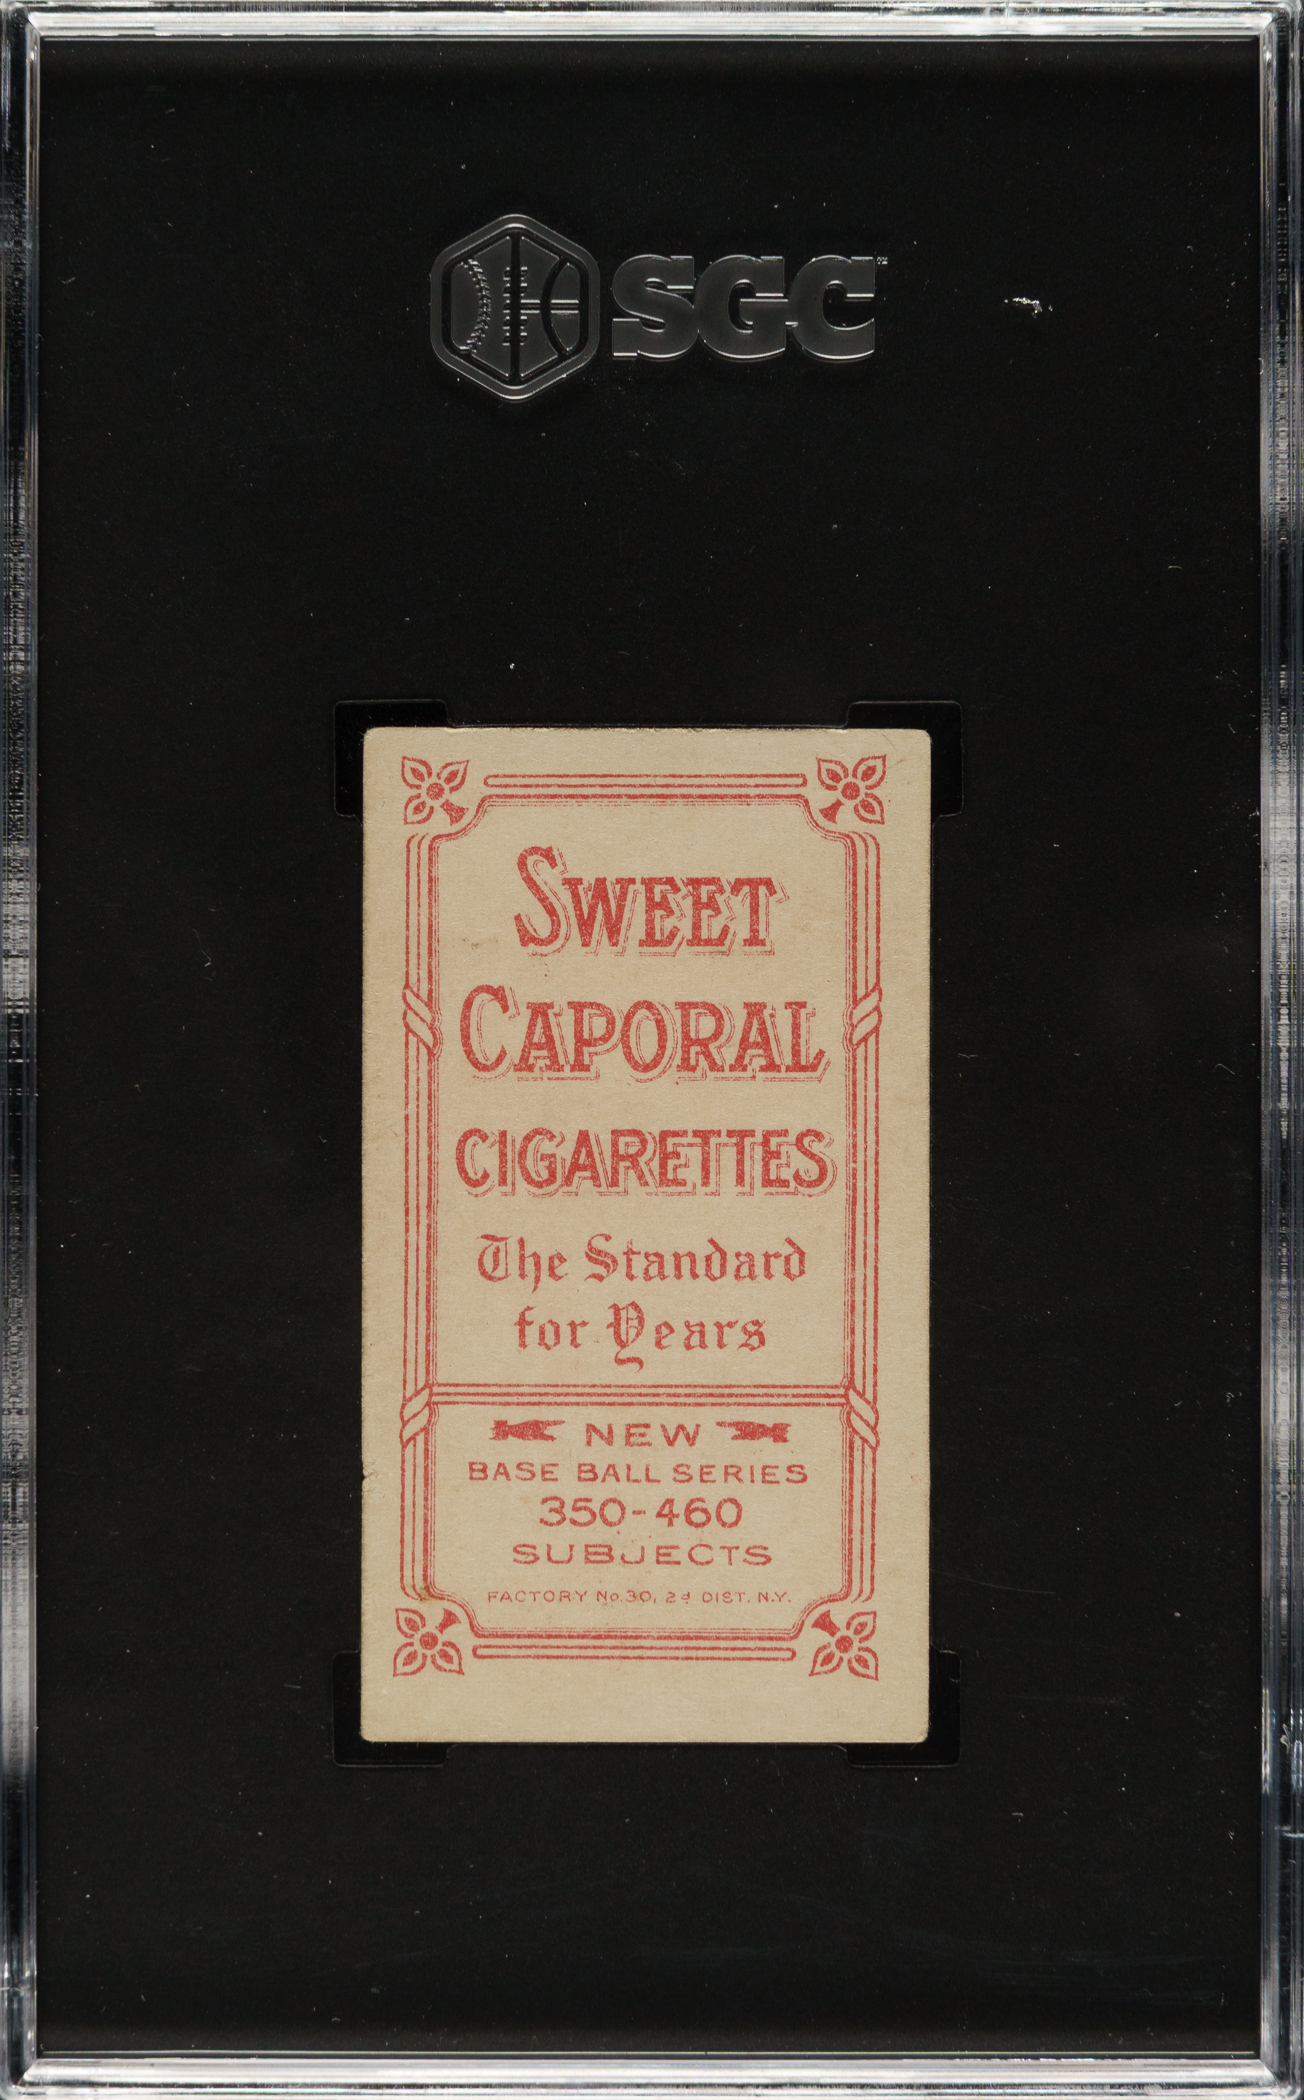 SGC
SWEET
CAPORAL
CIGARETTES
The Standard
for Years
NEW
BASE BALL SERIES
350-460
SUBJECTS
FACTORY No. 30, 2d DIST. N.Y.